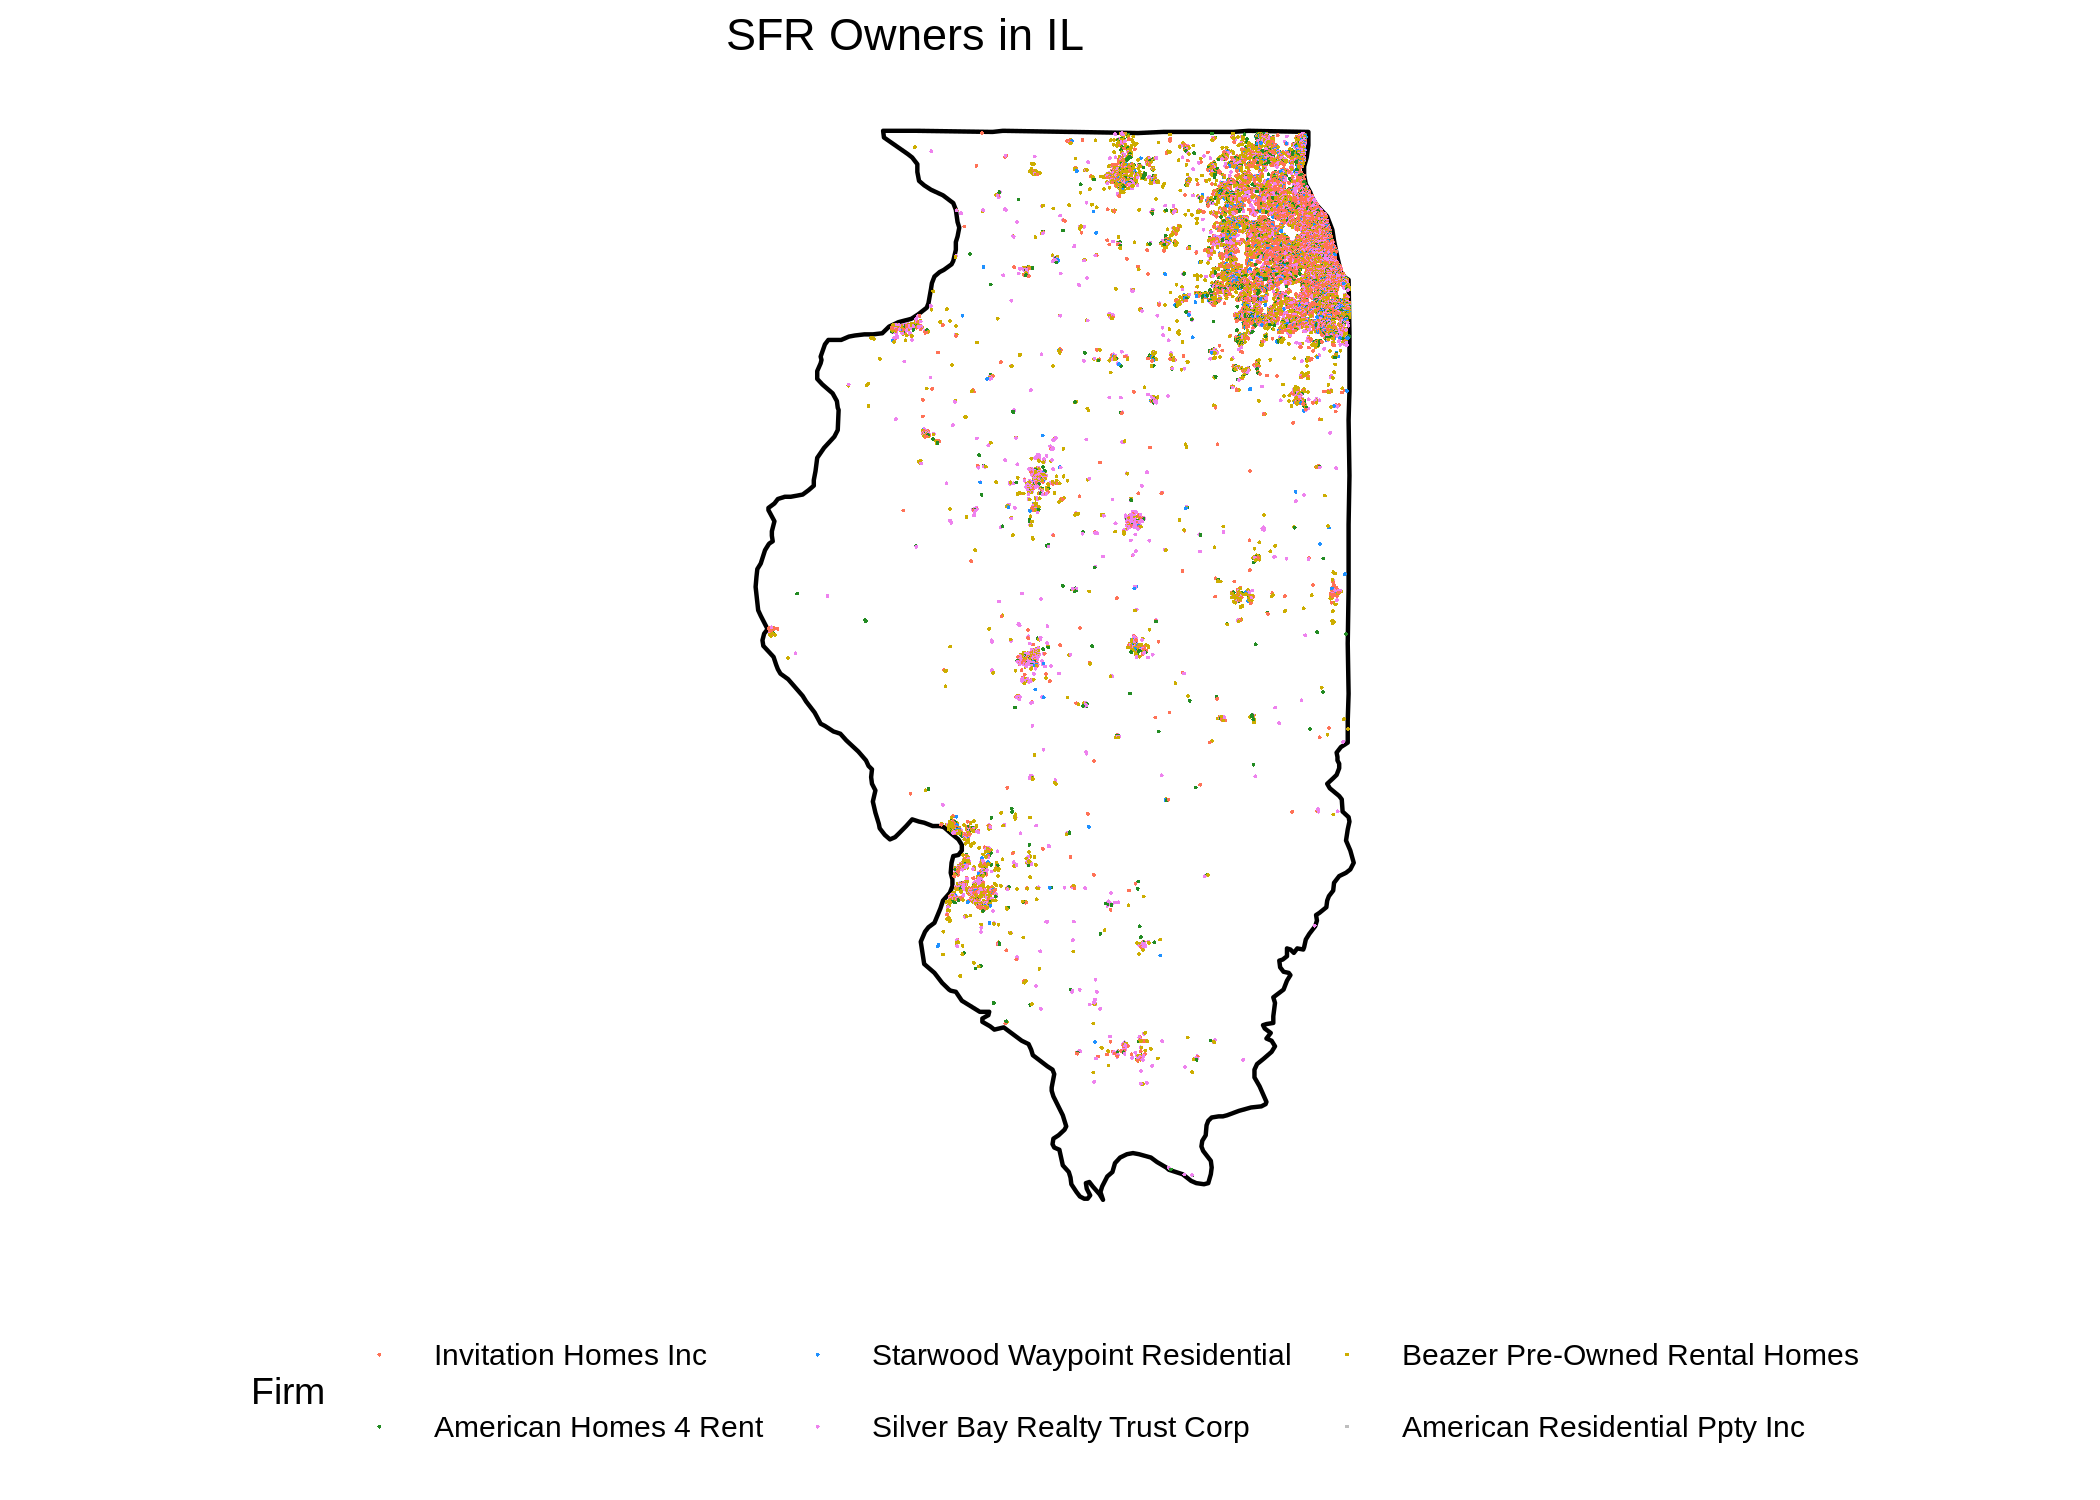 SFR Owners in IL
Firm
Invitation Homes Inc
Starwood Waypoint Residential
Beazer Pre-Owned Rental Homes
American Homes 4 Rent
Silver Bay Realty Trust Corp
American Residential Ppty Inc